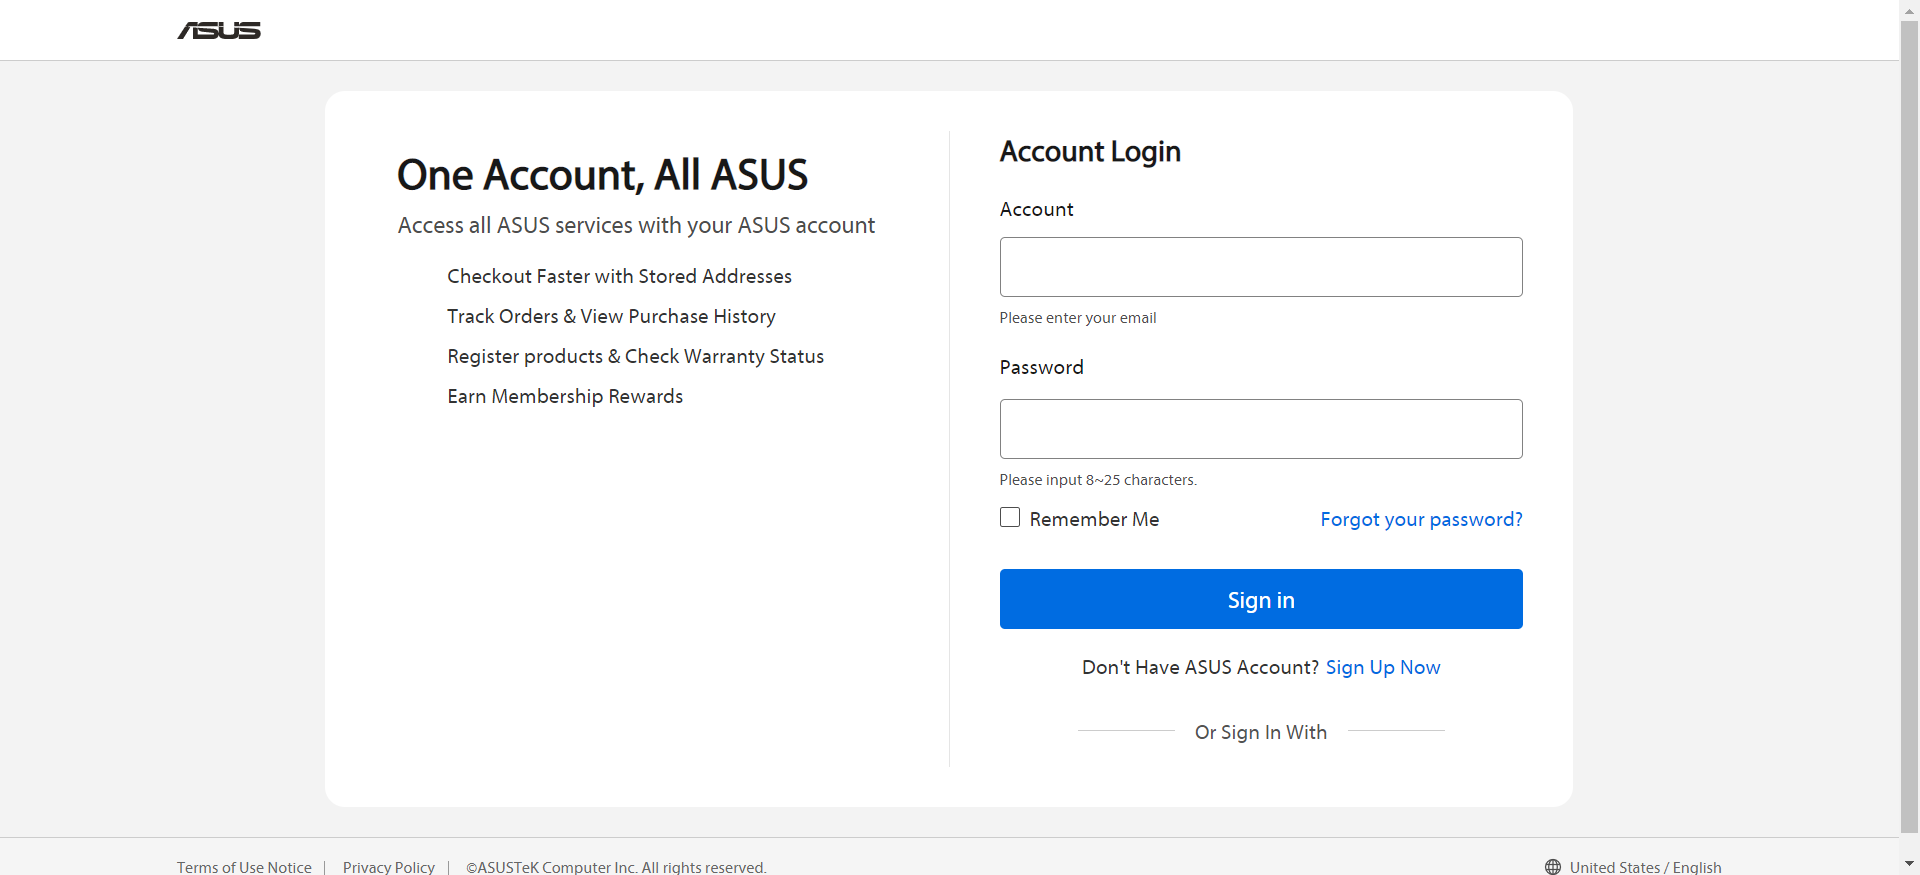 ASUS
One Account, All ASUS
Access all ASUS services with your ASUS account
Checkout Faster with Stored Addresses
Track Orders & View Purchase History
Register products & Check Warranty Status
Earn Membership Rewards
Account Login
Account
Please enter your email
Password
Please input 8~25 characters.
Remember Me
Forgot your password?
Sign in
Don't Have ASUS Account? Sign Up Now
Or Sign In With
Terms of Use Notice | Privacy Policy | ©ASUSTeK Computer Inc. All rights reserved.
United States / English